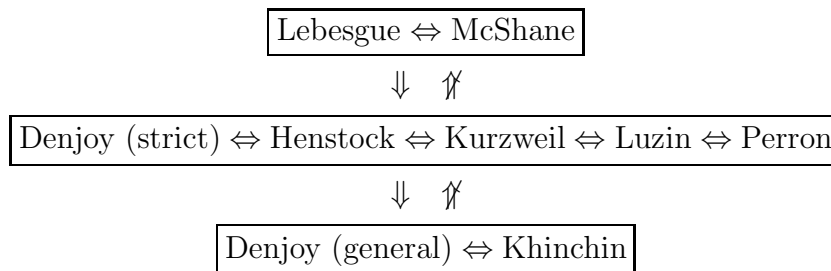 Lebesgue ⇔ McShane
⇓ ⇑̸
Denjoy (strict) ⇔ Henstock ⇔ Kurzweil ⇔ Luzin ⇔ Perron
⇓ ⇑̸
Denjoy (general) ⇔ Khinchin